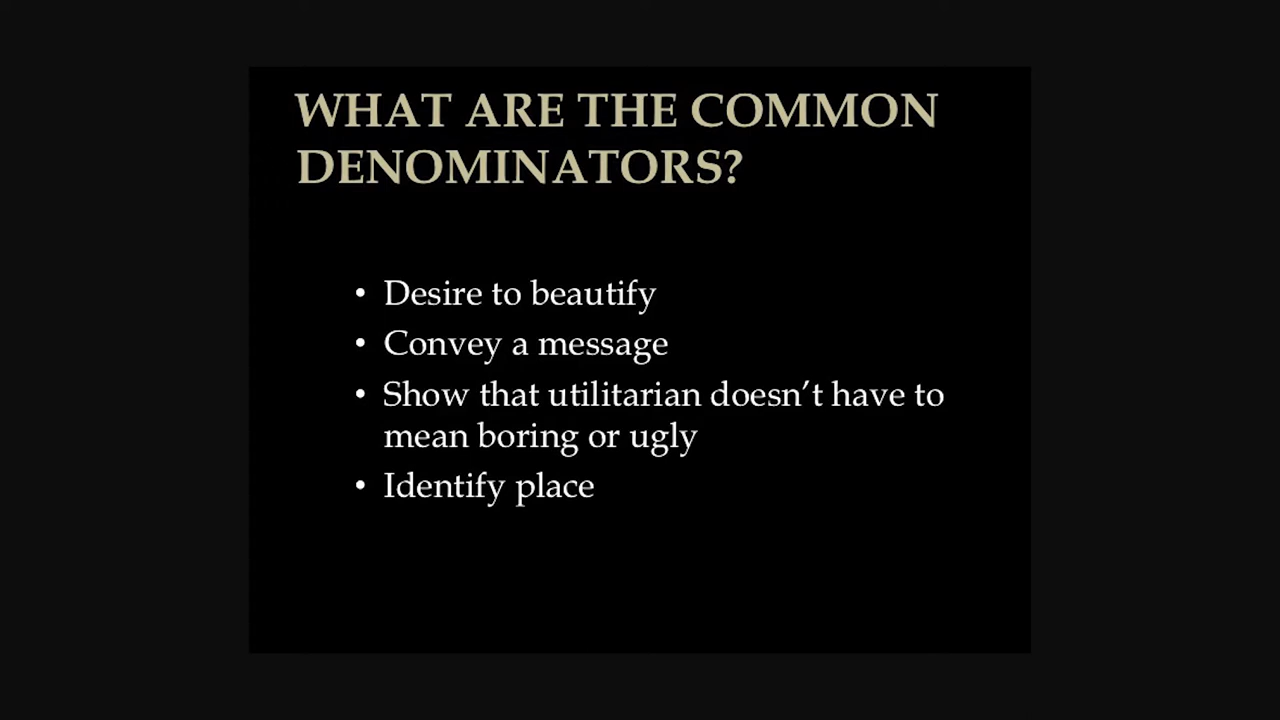 WHAT ARE THE COMMON
DENOMINATORS?
• Desire to beautify
• Convey a message
• Show that utilitarian doesn’t have to
mean boring or ugly
• Identify place